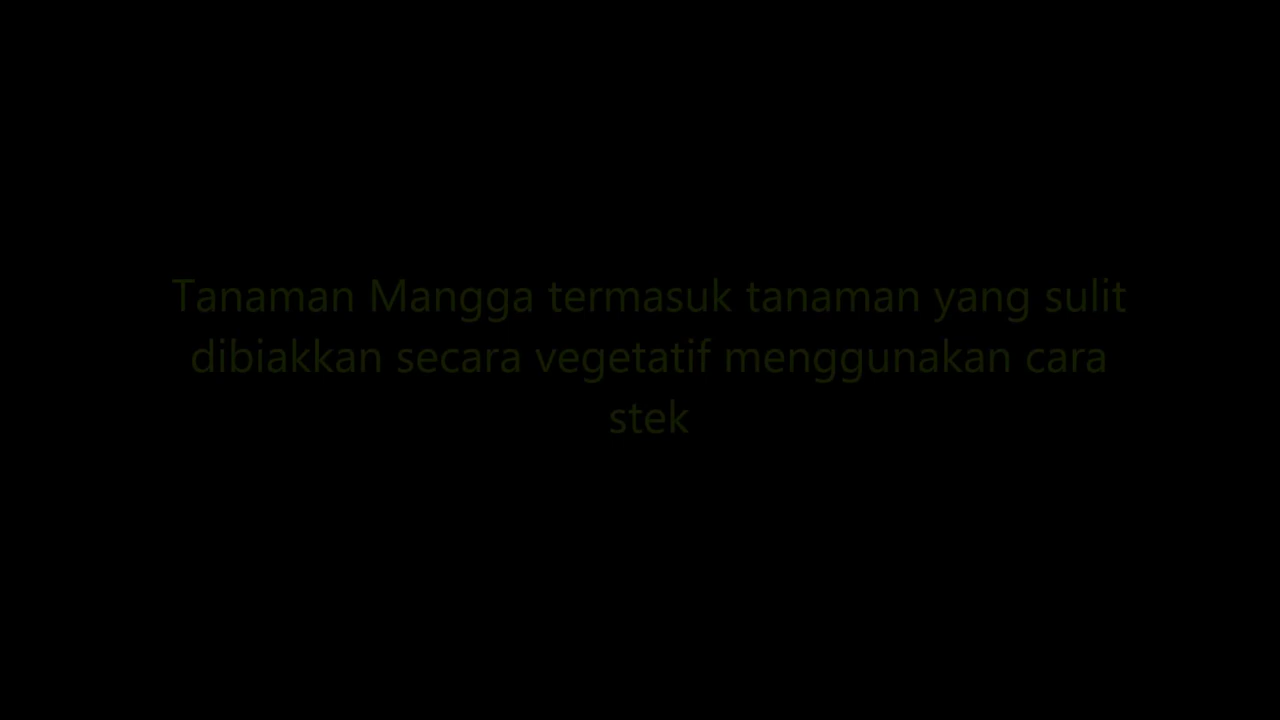 Tanaman Mangga termasuk tanaman yang sulit
dibiakkan secara vegetatif menggunakan cara
stek